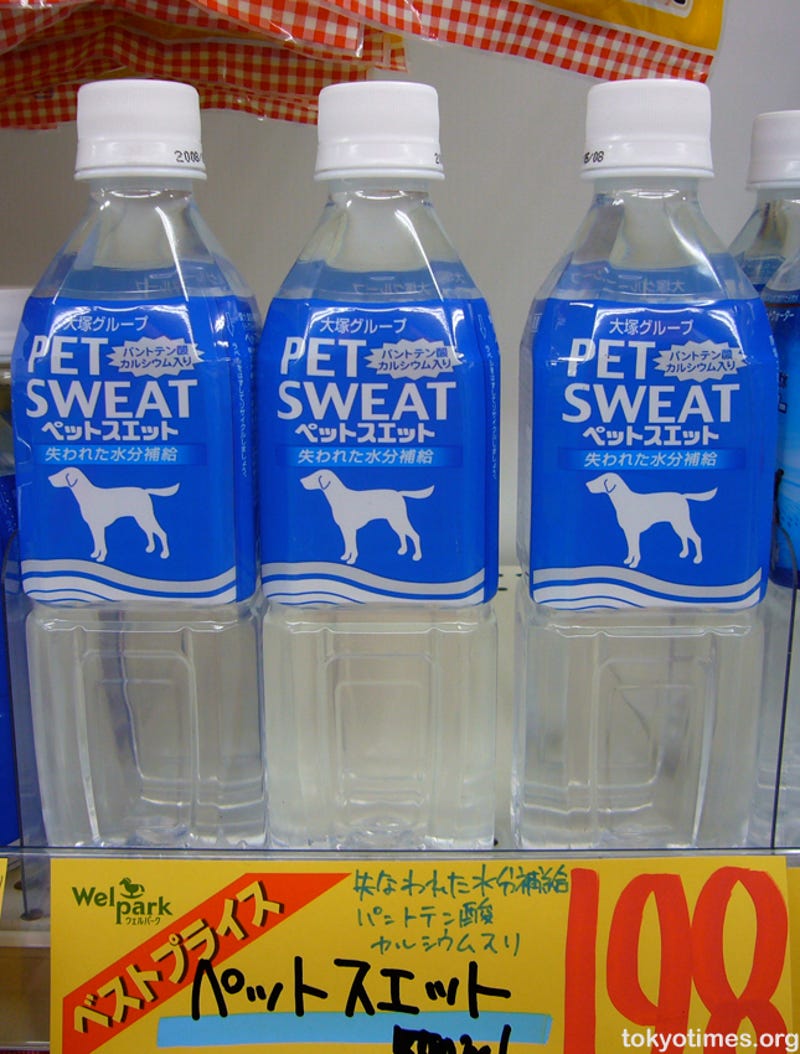 2008/
2
05/08
大塚グループ
PET
パントテン酸
カルシウム入り
SWEAT
ペットスエット
失われた水分補給
大塚グループ
PET
パントテン酸
カルシウム入り
SWEAT
ペットスエット
失われた水分補給
大塚グループ
PET
パントテン酸
カルシウム入り
SWEAT
ペットスエット
失われた水分補給
Welpark
ウェルパーク
ベストプライス
失なわれた水分補給
パントテン酸
カルシウム入り
ペットスエット
198
tokyotimes.org